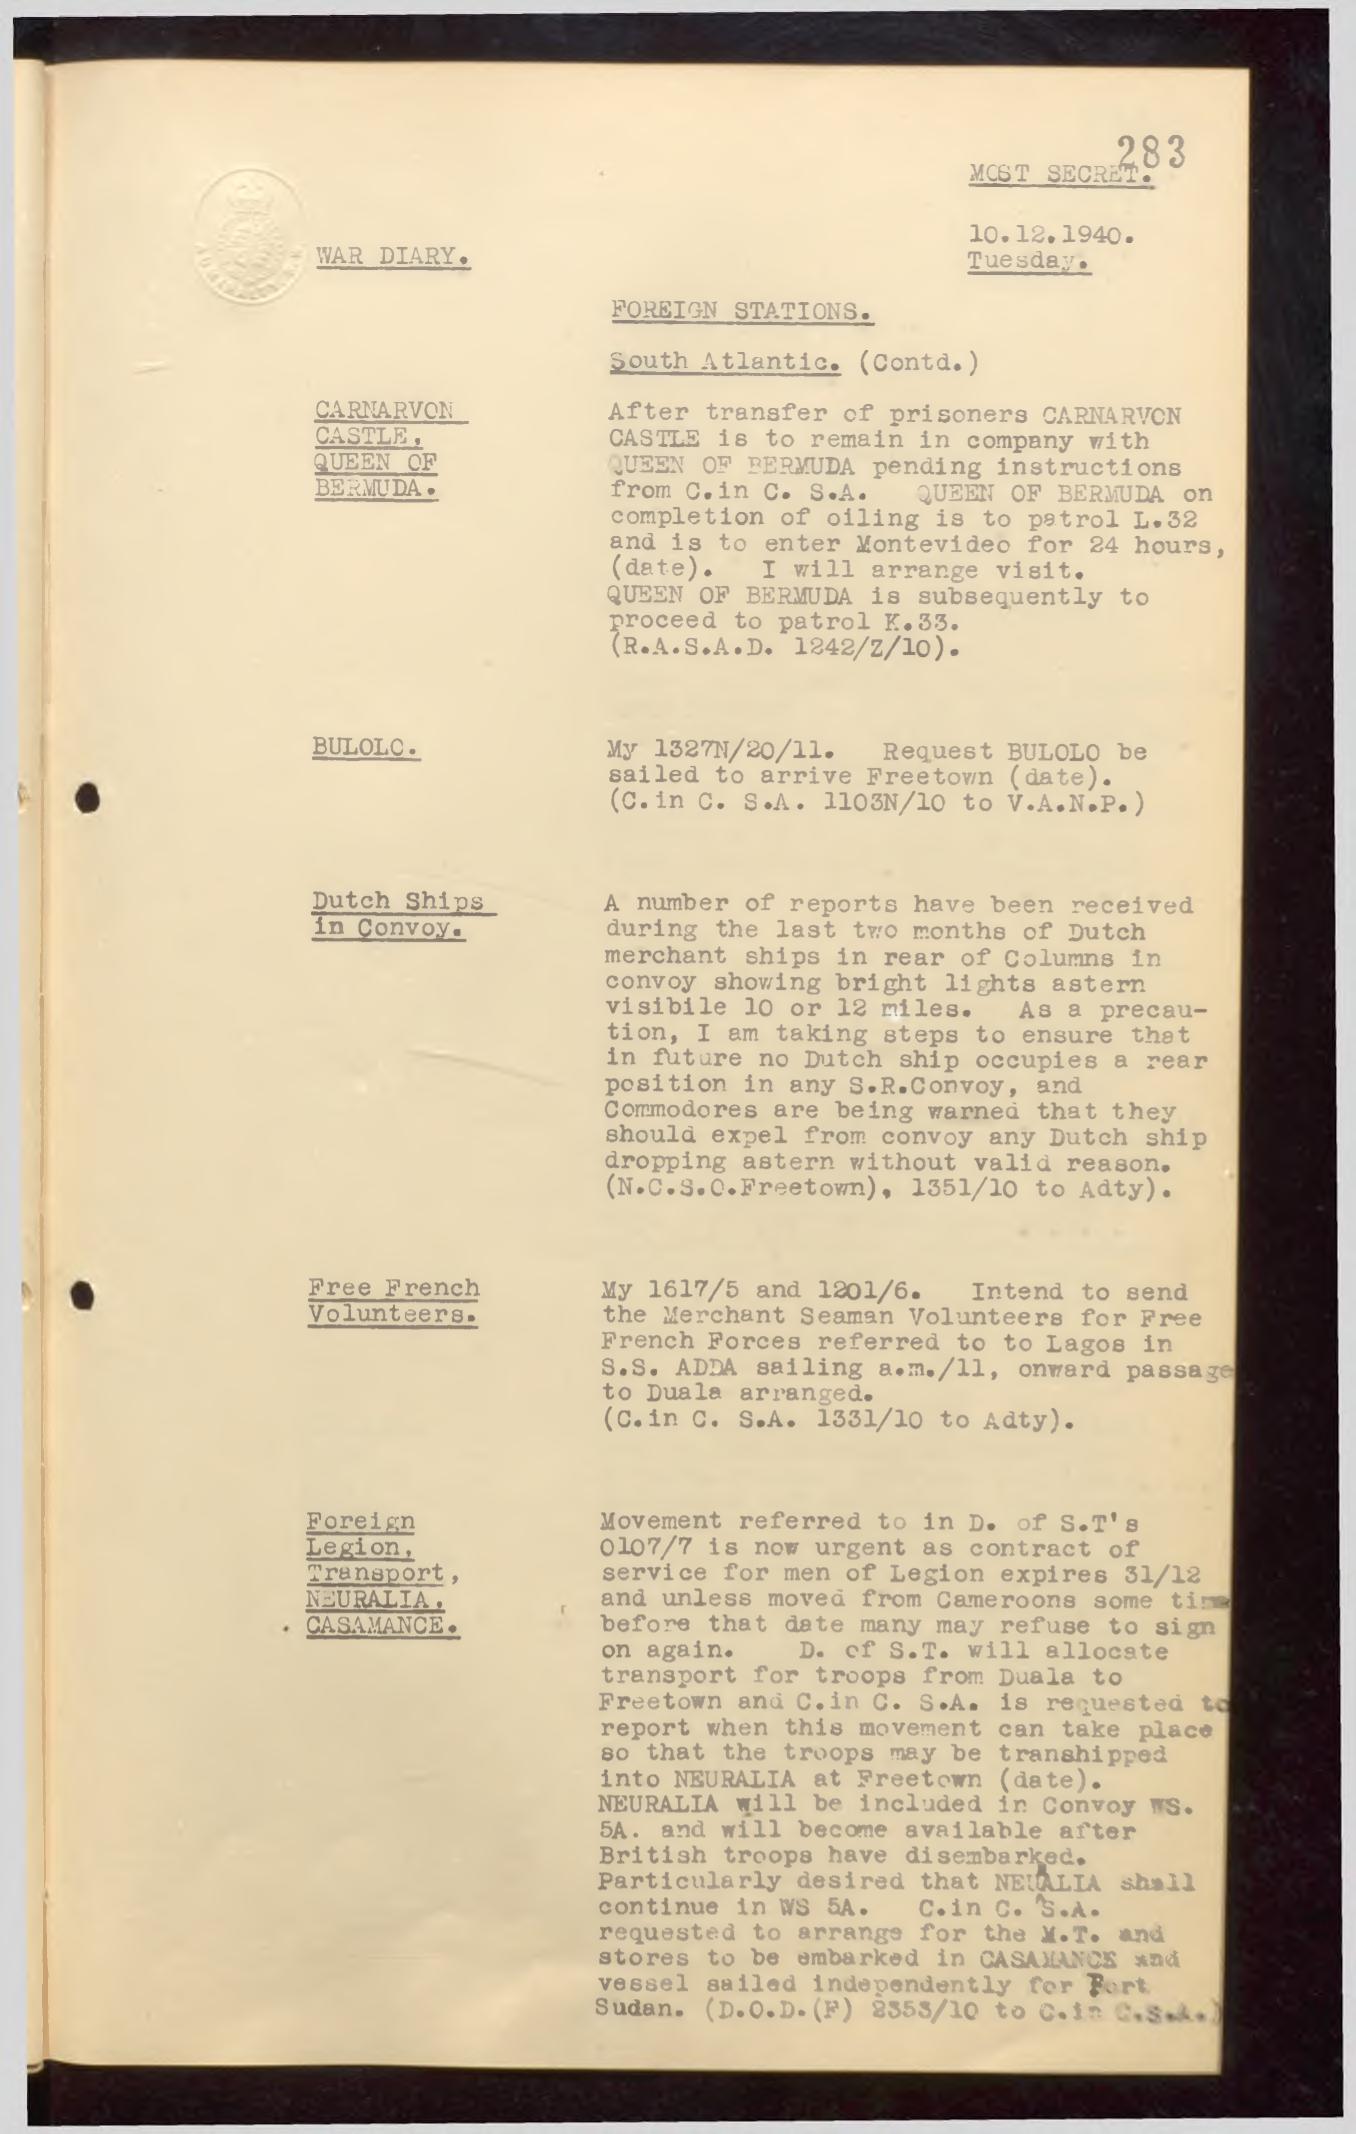 283
MOST SECRET.
10.12.1940.
Tuesday.
WAR DIARY.
FOREIGN STATIONS.
South Atlantic. (Contd.)
CARNARVON
CASTLE,
QUEEN OF
BERMUDA.
After transfer of prisoners CARNARVON
CASTLE is to remain in company with
QUEEN OF BERMUDA pending instructions
from C.in C. S.A. QUEEN OF BERMUDA on
completion of oiling is to patrol L.32
and is to enter Montevideo for 24 hours,
(date). I will arrange visit.
QUEEN OF BERMUDA is subsequently to
proceed to patrol K.33.
(R.A.S.A.D. 1242/Z/10).
BULOLO.
My 1327N/20/11. Request BULOLO be
sailed to arrive Freetown (date).
(C.in C. S.A. 1103N/10 to V.A.N.P.)
Dutch Ships
in Convoy.
A number of reports have been received
during the last two months of Dutch
merchant ships in rear of Columns in
convoy showing bright lights astern
visibile 10 or 12 miles. As a precau-
tion, I am taking steps to ensure that
in future no Dutch ship occupies a rear
position in any S.R.Convoy, and
Commodores are being warned that they
should expel from convoy any Dutch ship
dropping astern without valid reason.
(N.C.S.O.Freetown), 1351/10 to Adty).
Free French
Volunteers.
My 1617/5 and 1201/6. Intend to send
the Merchant Seaman Volunteers for Free
French Forces referred to to Lagos in
S.S. ADDA sailing a.m./11, onward passage
to Duala arranged.
(C.in C. S.A. 1331/10 to Adty).
Foreign
Legion,
Transport,
NEURALIA.
CASAMANCE.
Movement referred to in D. of S.T's
0107/7 is now urgent as contract of
service for men of Legion expires 31/12
and unless moved from Cameroons some time
before that date many may refuse to sign
on again. D. of S.T. will allocate
transport for troops from Duala to
Freetown and C.in C. S.A. is requested to
report when this movement can take place
so that the troops may be transhipped
into NEURALIA at Freetown (date).
NEURALIA will be included in Convoy WS.
5A. and will become available after
British troops have disembarked.
Particularly desired that NEUALIA shall
continue in WS 5A. C.in C. S.A.
requested to arrange for the M.T. and
stores to be embarked in CASAMANCE and
vessel sailed independently for Port
Sudan. (D.O.D.(F) 2353/10 to C.in C.S.A.)